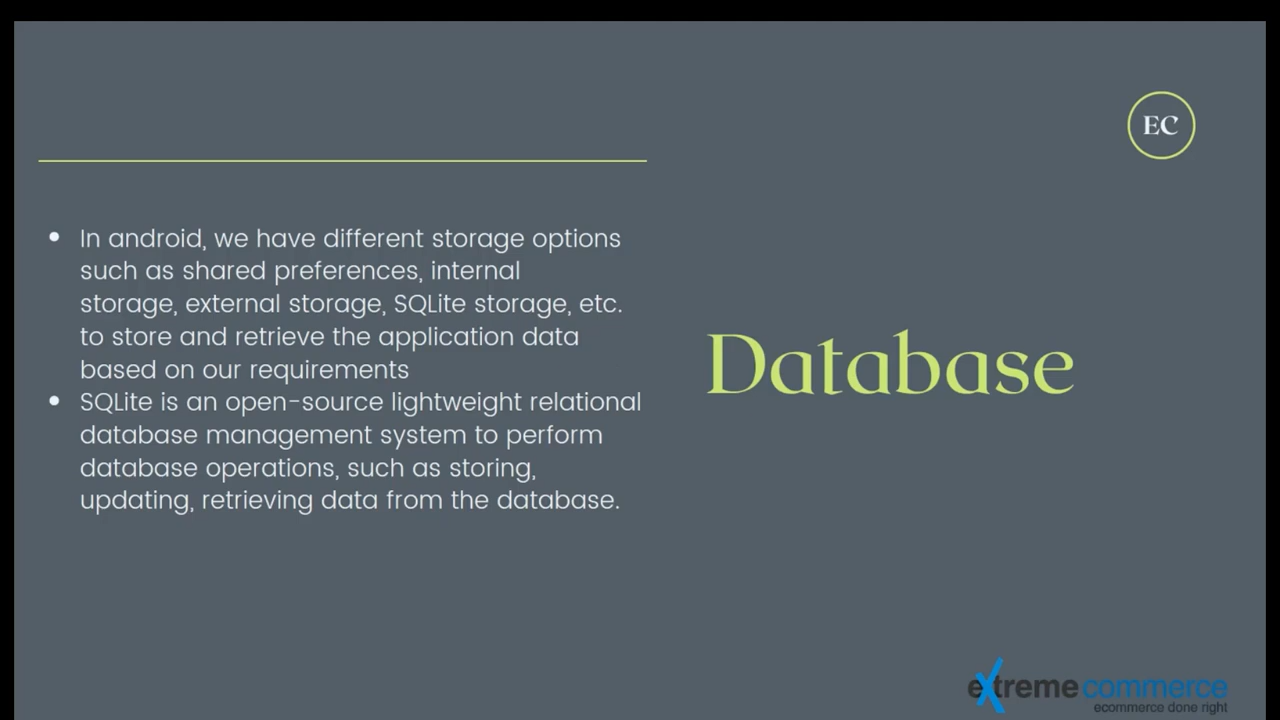 EC
• In android, we have different storage options
such as shared preferences, internal
storage, external storage, SQLite storage, etc.
to store and retrieve the application data
based on our requirements
• SQLite is an open-source lightweight relational
database management system to perform
database operations, such as storing,
updating, retrieving data from the database.
Database
extreme commerce
ecommerce done right